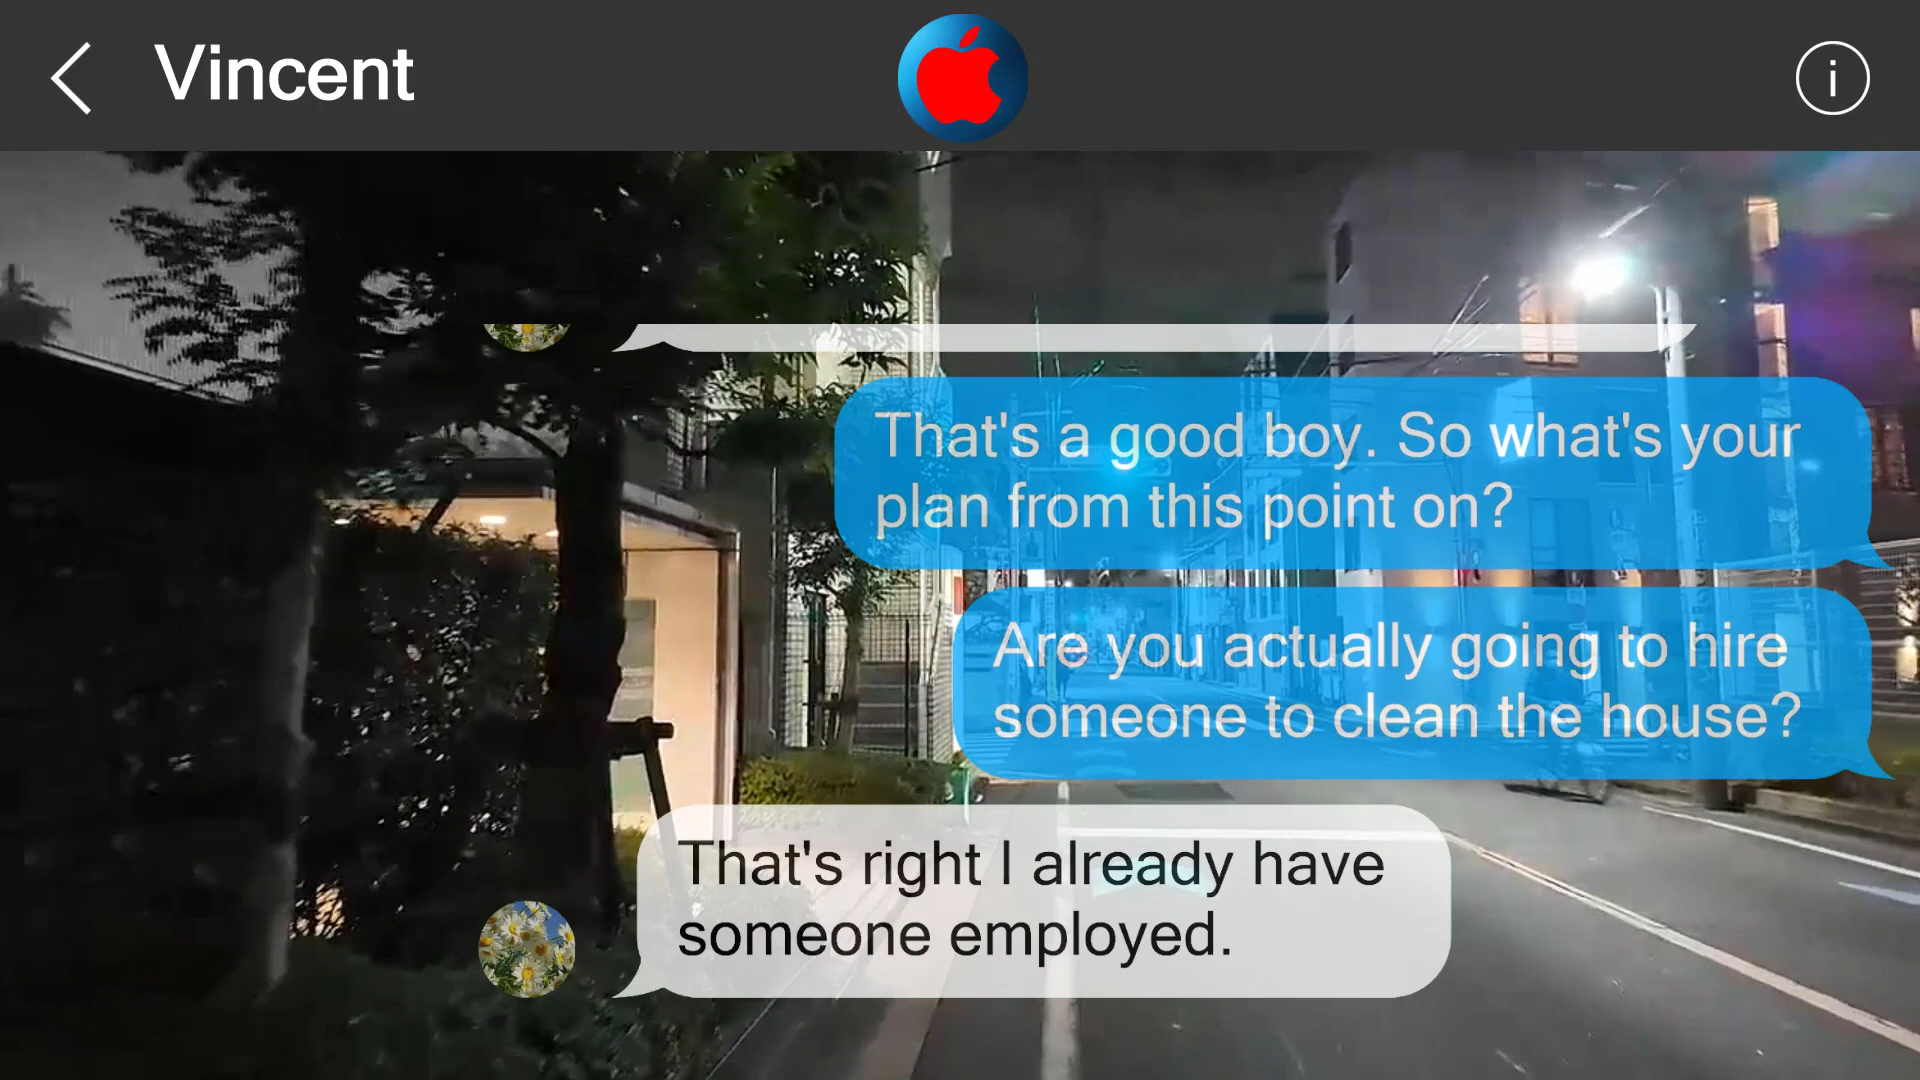 Vincent
i
That's a good boy. So what's your
plan from this point on?
Are you actually going to hire
someone to clean the house?
That's right I already have
someone employed.